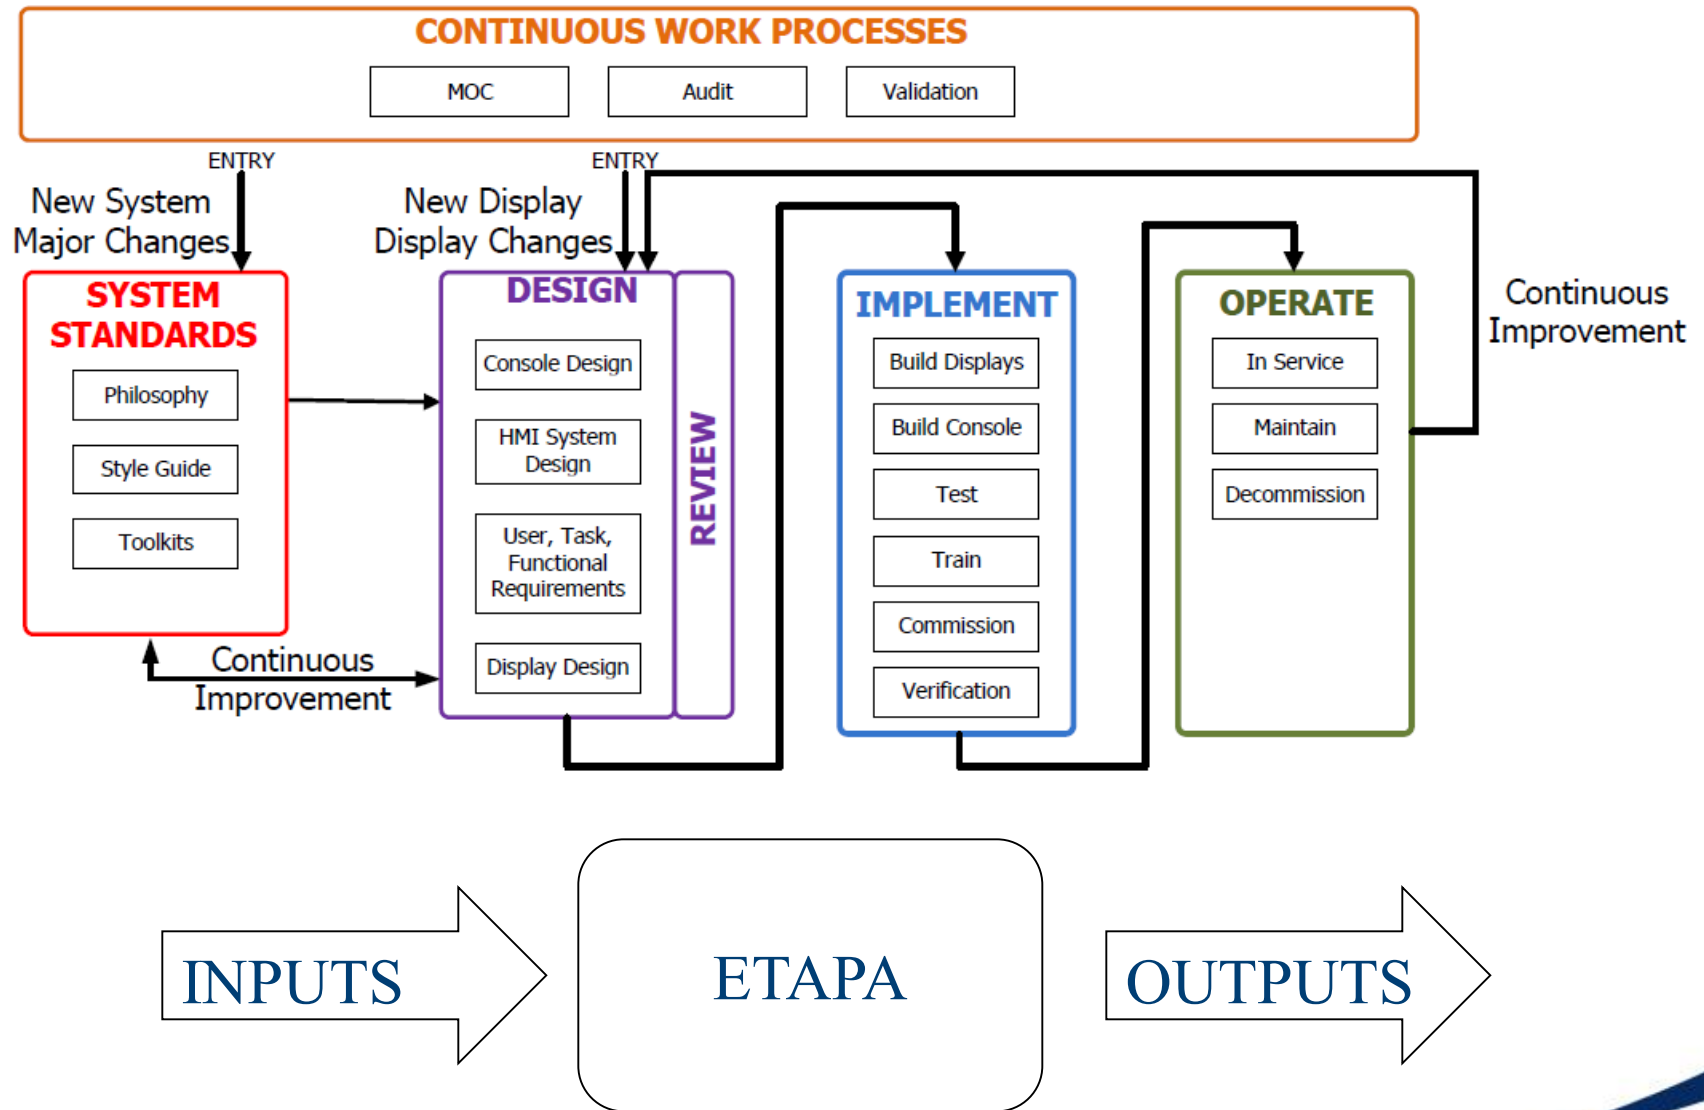 CONTINUOUS WORK PROCESSES
MOC
Audit
Validation
ENTRY
ENTRY
New System
Major Changes
New Display
Display Changes
SYSTEM
STANDARDS
Philosophy
Style Guide
Toolkits
Continuous
Improvement
DESIGN
Console Design
HMI System
Design
User, Task,
Functional
Requirements
Display Design
REVIEW
IMPLEMENT
Build Displays
Build Console
Test
Train
Commission
Verification
OPERATE
In Service
Maintain
Decommission
Continuous
Improvement
INPUTS
ETAPA
OUTPUTS